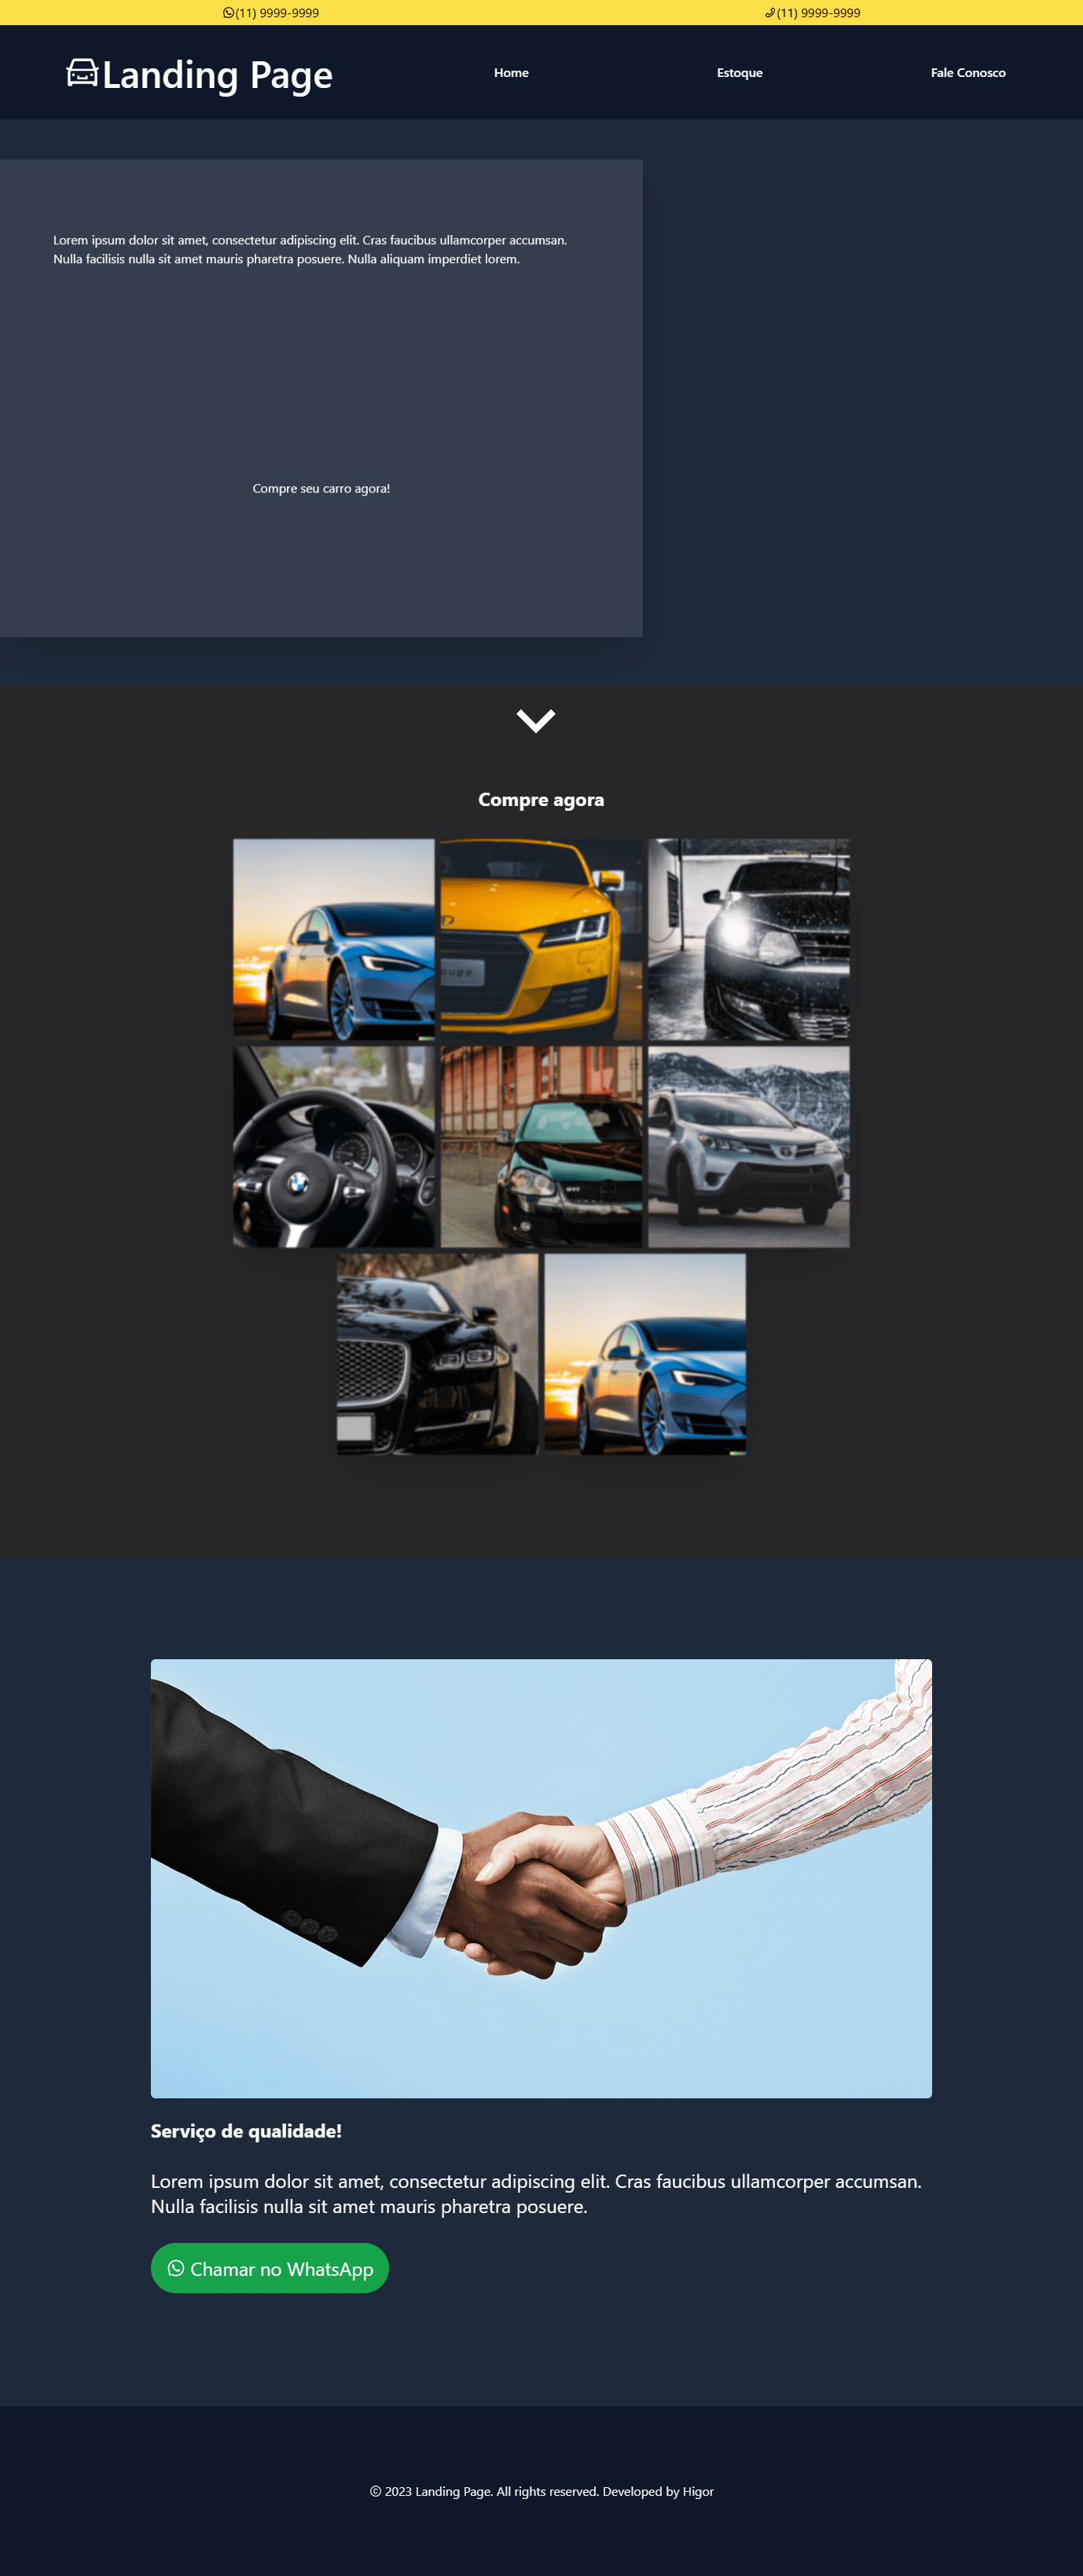 (11) 9999-9999
(11) 9999-9999
Landing Page
Home
Estoque
Fale Conosco
Lorem ipsum dolor sit amet, consectetur adipiscing elit. Cras faucibus ullamcorper accumsan.
Nulla facilisis nulla sit amet mauris pharetra posuere. Nulla aliquam imperdiet lorem.
Compre seu carro agora!
Compre agora
oupe
Serviço de qualidade!
Lorem ipsum dolor sit amet, consectetur adipiscing elit. Cras faucibus ullamcorper accumsan.
Nulla facilisis nulla sit amet mauris pharetra posuere.
Chamar no WhatsApp
© 2023 Landing Page. All rights reserved. Developed by Higor